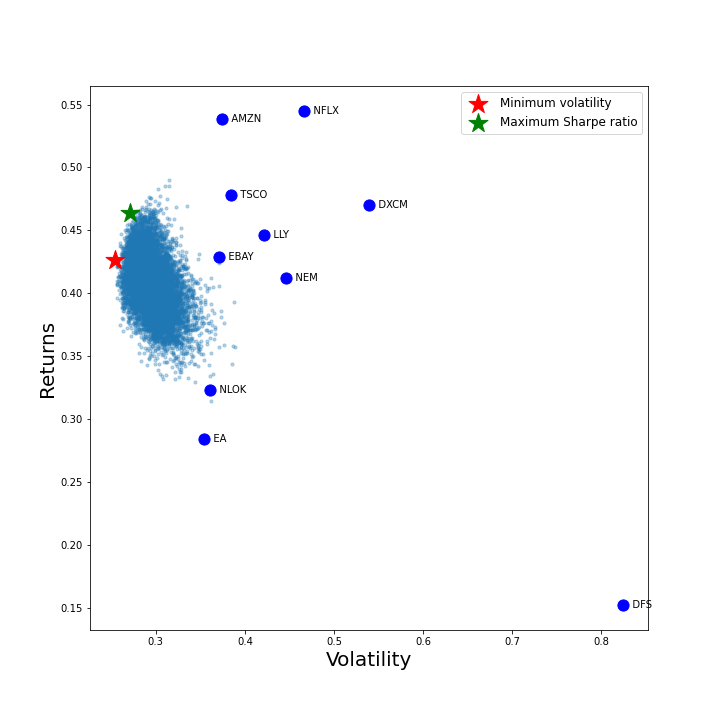 Minimum volatility
Maximum Sharpe ratio
0.55
NFLX
AMZN
0.50
TSCO
DXCM
0.45
LLY
EBAY
NEM
0.40
0.35
NLOK
0.30
EA
0.25
0.20
0.15
DFS
Returns
0.3 0.4 0.5 0.6 0.7 0.8
Volatility